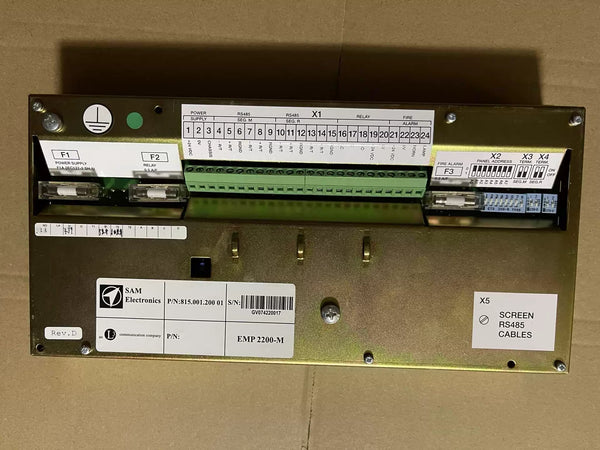 X1
POWER
SUPPLY
RS485
SEG. M
RS485
SEG. R
RELAY
FIRE
ALARM
1 2 3 4 5 6 7 8 9 10 11 12 13 14 15 16 17 18 19 20 21 22 23 24
F1
POWER SUPPLY
F2
FIRE ALARM
F3
X2
PANEL ADDRESS
X3
TERM.
SEG.M
X4
TERM.
SEG.R
ON
OFF
SAM
Electronics
P/N:815.001.200 01
S/N:
GV074220017
communication company
P/N:
EMP 2200-M
Rev.D
X5
SCREEN
RS485
CABLES